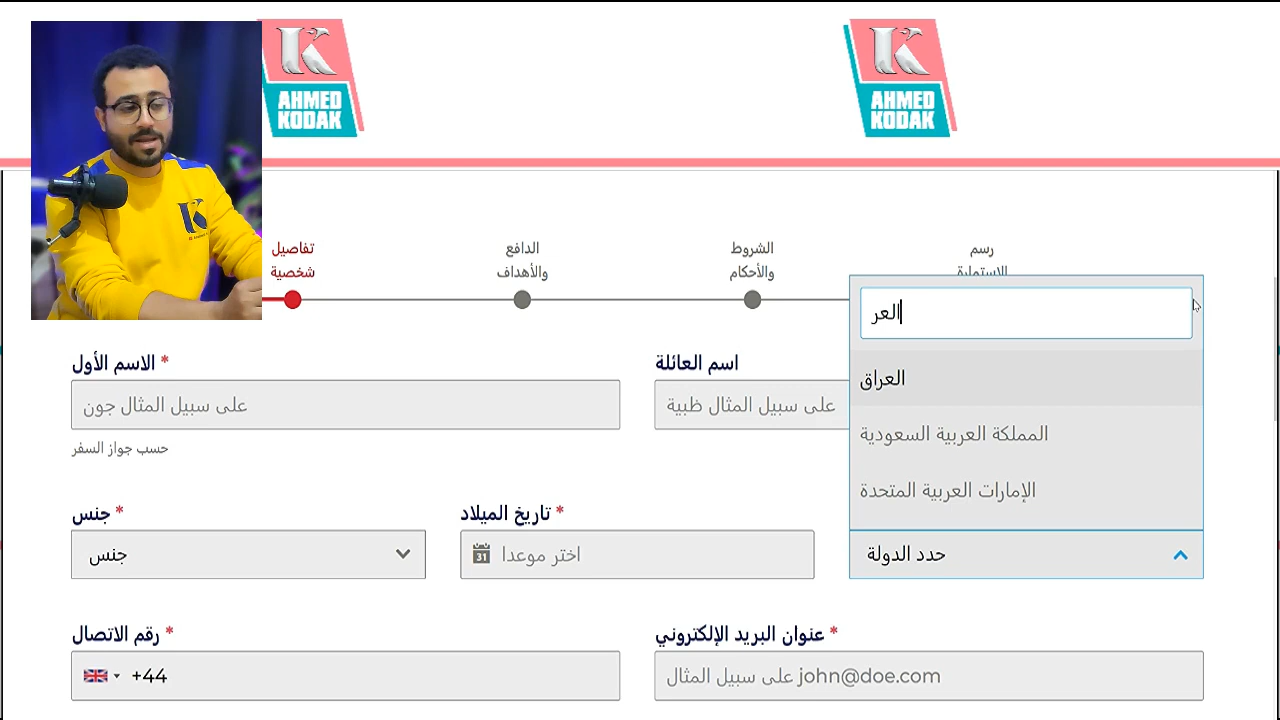 AHMED
KODAK
AHMED
KODAK
تفاصيل
شخصية
الدافع
والأهداف
الشروط
والأحكام
رسم
الاستمارة
العر
العراق
المملكة العربية السعودية
الإمارات العربية المتحدة
الاسم الأول *
على سبيل المثال جون
حسب جواز السفر
اسم العائلة
على سبيل المثال ظبية
جنس *
جنس
تاريخ الميلاد *
31 اختر موعدا
حدد الدولة
رقم الاتصال *
+44
عنوان البريد الإلكتروني *
على سبيل المثال john@doe.com